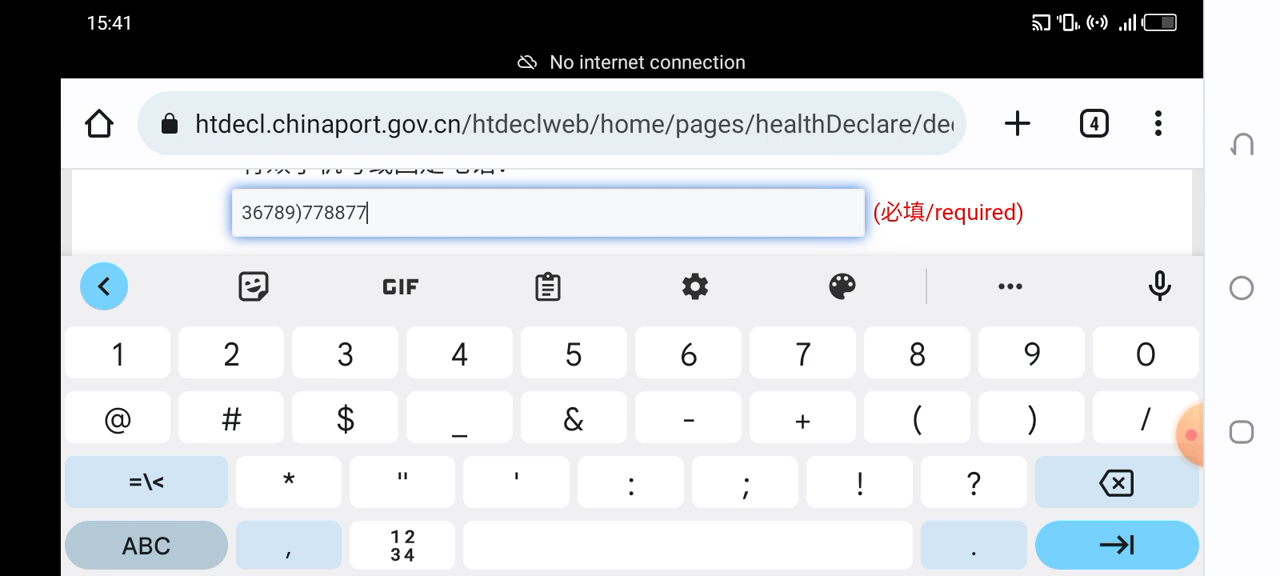 15:41
No internet connection
htdecl.chinaport.gov.cn/htdeclweb/home/pages/healthDeclare/de
4
36789)778877
(必填/required)
GIF
1 2 3 4 5 6 7 8 9 0
@ # $ _ & - + ( ) /
=\< * " ' : ; ! ?
ABC , 12 .
34